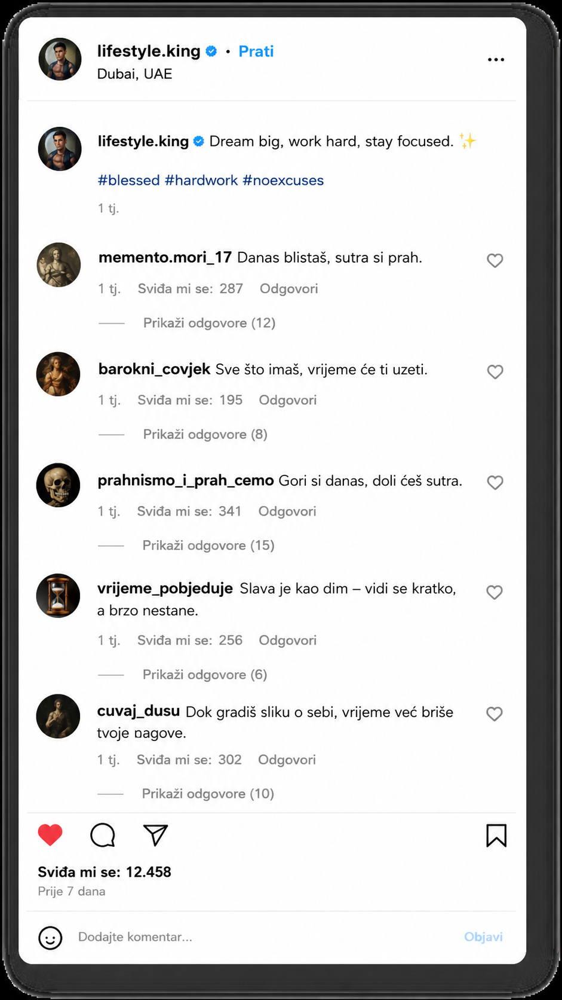 lifestyle.king • Prati
Dubai, UAE
lifestyle.king Dream big, work hard, stay focused. ✨
#blessed #hardwork #noexcuses
1 tj.
memento.mori_17 Danas blistaš, sutra si prah.
1 tj. Sviđa mi se: 287 Odgovori
Prikaži odgovore (12)
barokni_covjek Sve što imaš, vrijeme će ti uzeti.
1 tj. Sviđa mi se: 195 Odgovori
Prikaži odgovore (8)
prahnismo_i_prah_cemo Gori si danas, doli ćeš sutra.
1 tj. Sviđa mi se: 341 Odgovori
Prikaži odgovore (15)
vrijeme_pobjeduje Slava je kao dim – vidi se kratko,
a brzo nestane.
1 tj. Sviđa mi se: 256 Odgovori
Prikaži odgovore (6)
cuvaj_dusu Dok gradiš sliku o sebi, vrijeme već briše
tvoje
1 tj. Sviđa mi se: 302 Odgovori
Prikaži odgovore (10)
Sviđa mi se: 12.458
Prije 7 dana
Dodajte komentar... Objavi